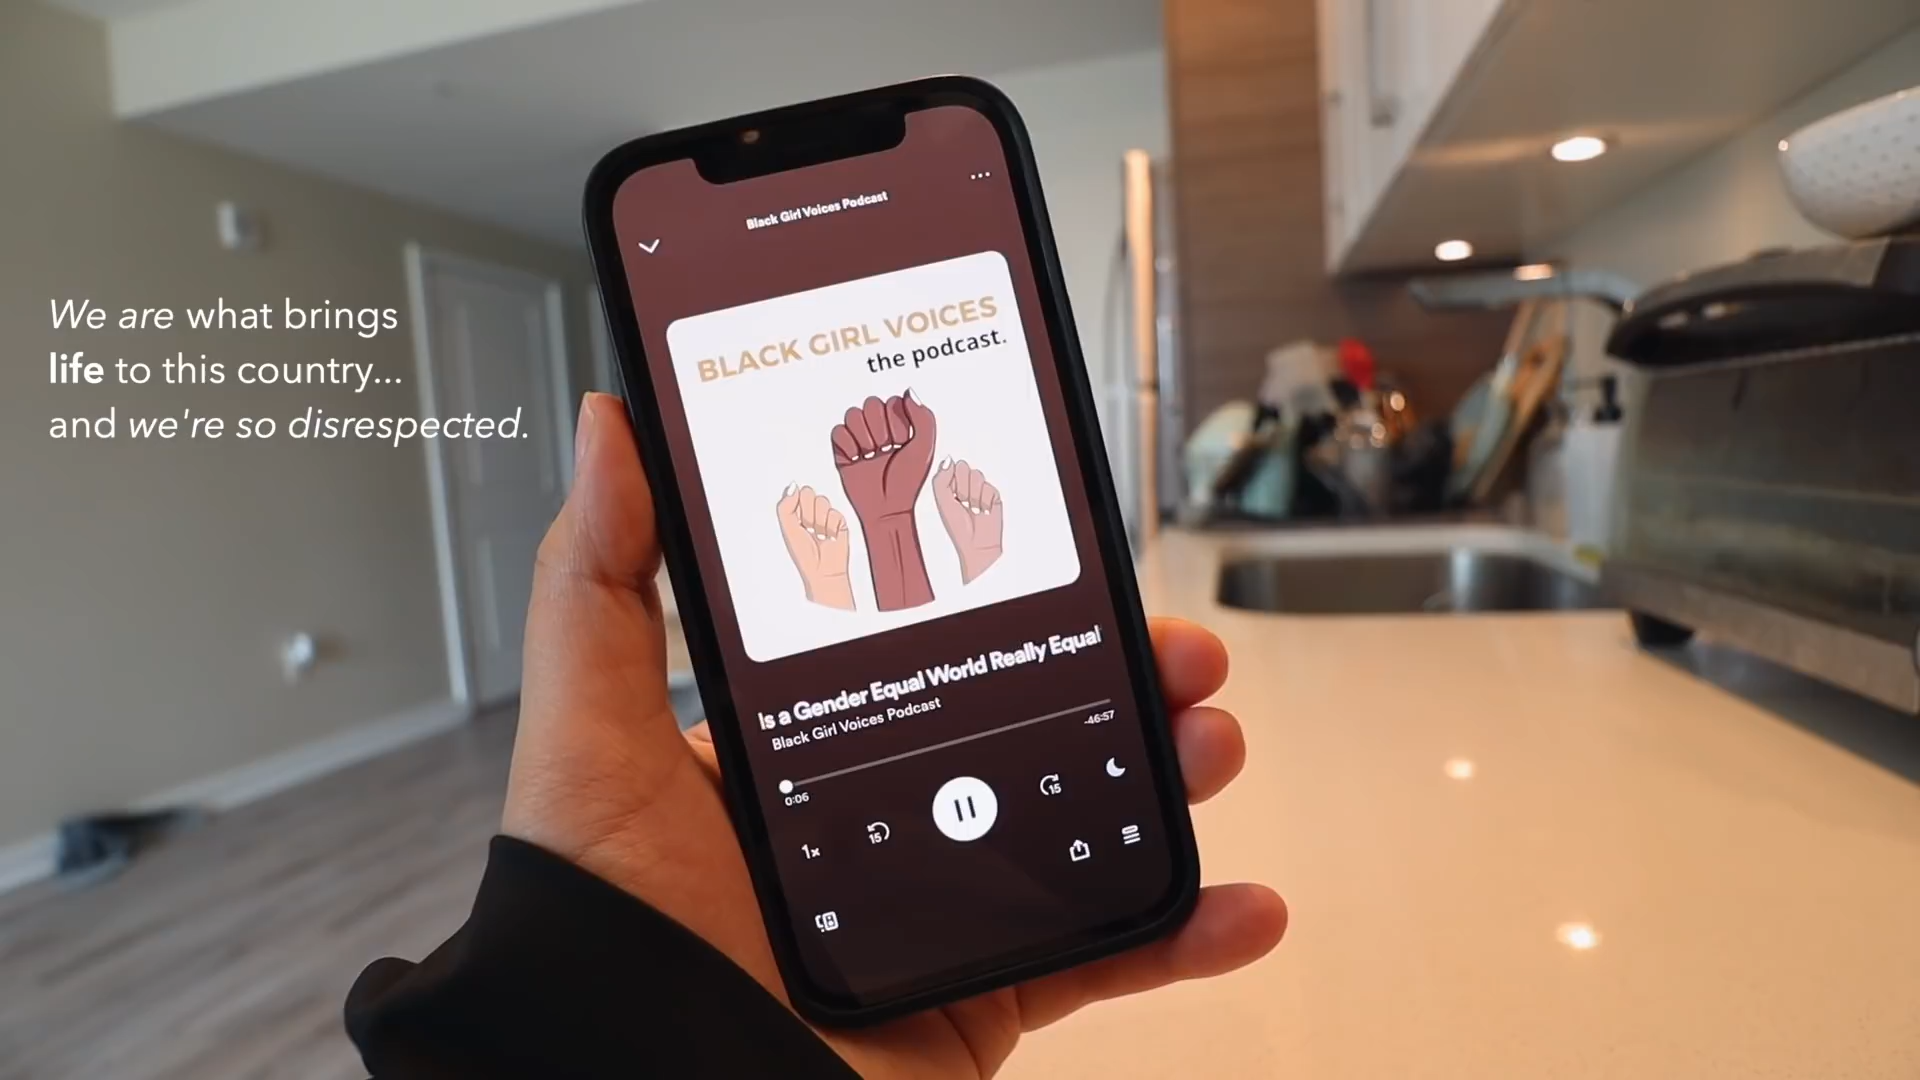 We are what brings
life to this country...
and we're so disrespected.
Black Girl Voices Podcast
BLACK GIRL VOICES
the podcast.
Is a Gender Equal World Really Equal
Black Girl Voices Podcast
0:06
-46:57
1x
15
15